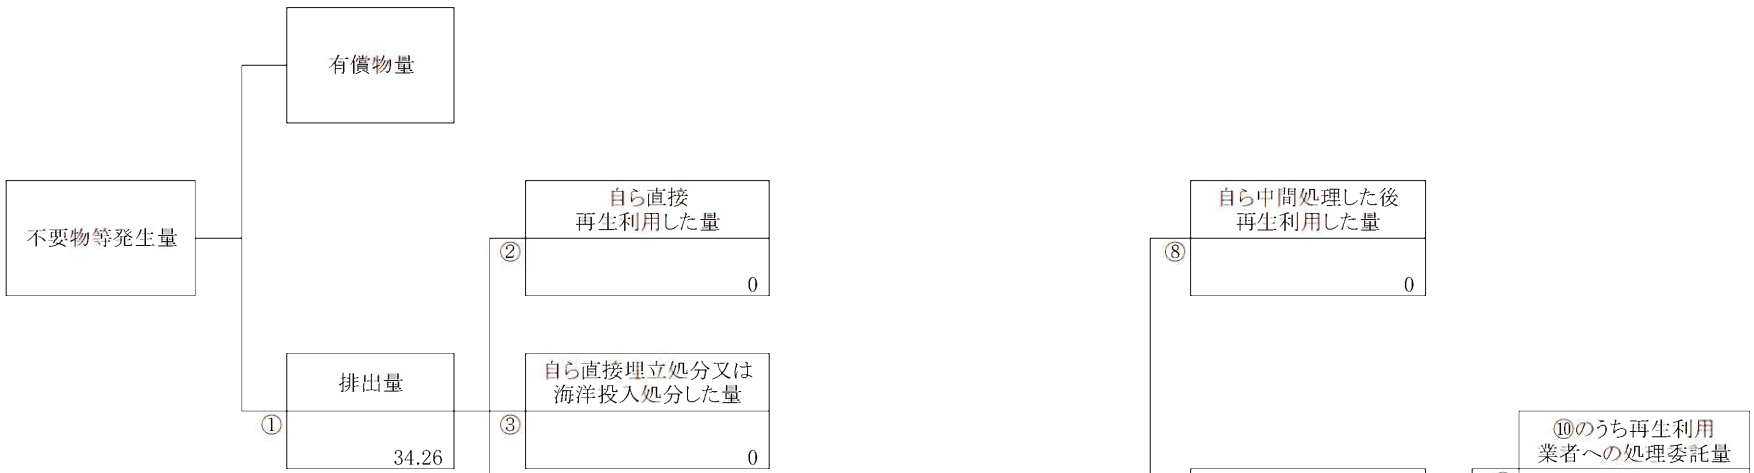 有償物量
不要物等発生量
自ら直接
再生利用した量
②
0
自ら中間処理した後
再生利用した量
⑧
0
排出量
①
34.26
自ら直接埋立処分又は
海洋投入処分した量
③
0
⑩のうち再生利用
業者への処理委託量